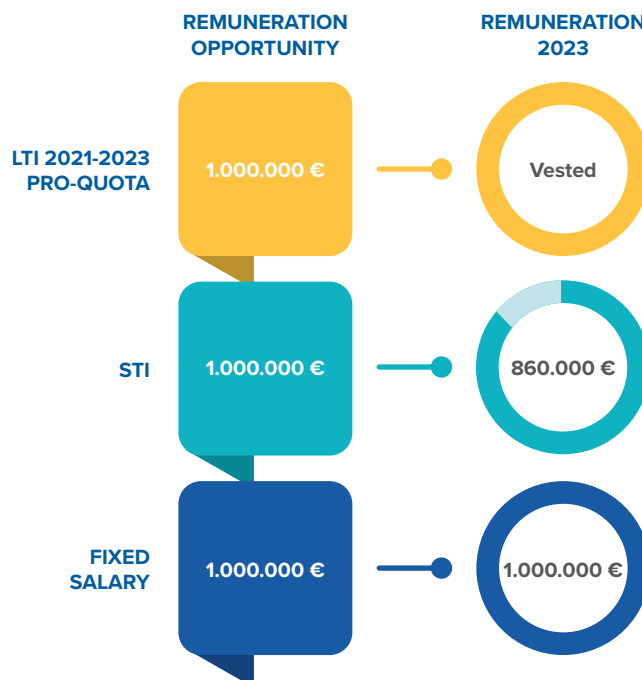 REMUNERATION
OPPORTUNITY
REMUNERATION
2023
LTI 2021-2023
PRO-QUOTA
1.000.000 €
Vested
STI
1.000.000 €
860.000 €
FIXED
SALARY
1.000.000 €
1.000.000 €